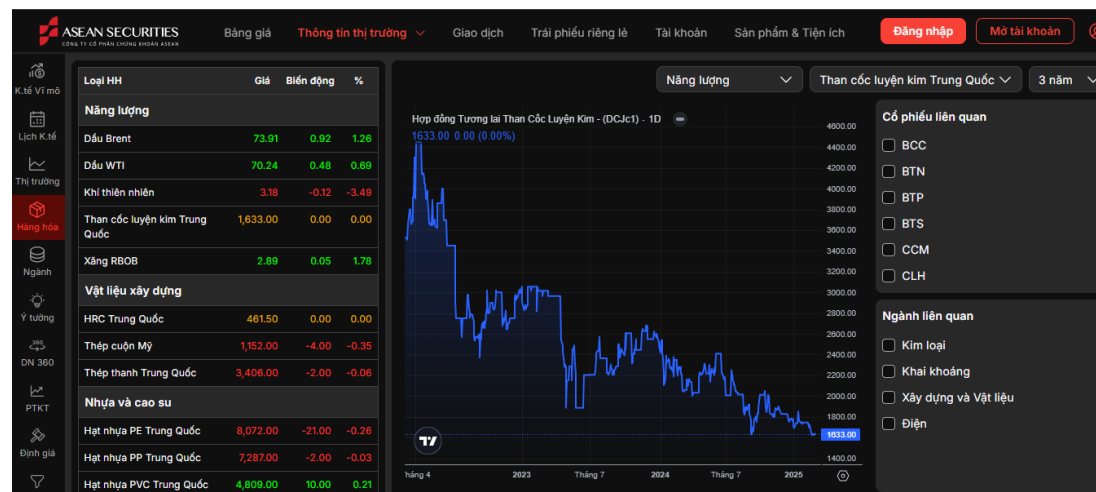 ASEAN SECURITIES
CÔNG TY CỔ PHẦN CHỨNG KHOÁN ASEAN
Bảng giá
Thông tin thị trường
Giao dịch
Trái phiếu riêng lẻ
Tài khoản
Sản phẩm & Tiện ích
Đăng nhập
Mở tài khoản
K.tế Vĩ mô
Lịch K.tế
Thị trường
Hàng hóa
Ngành
Ý tưởng
DN 360
PTKT
Định giá
Loại HH Giá Biến động %
Năng lượng
Dầu Brent 73.91 0.92 1.26
Dầu WTI 70.24 0.48 0.69
Khí thiên nhiên 3.18 -0.12 -3.49
Than cốc luyện kim Trung 1,633.00 0.00 0.00
Quốc
Xăng RBOB 2.89 0.05 1.78
Vật liệu xây dựng
HRC Trung Quốc 461.50 0.00 0.00
Thép cuộn Mỹ 1,152.00 -4.00 -0.35
Thép thanh Trung Quốc 3,406.00 -2.00 -0.06
Nhựa và cao su
Hạt nhựa PE Trung Quốc 8,072.00 -21.00 -0.26
Hạt nhựa PP Trung Quốc 7,287.00 -2.00 -0.03
Hạt nhựa PVC Trung Quốc 4,809.00 10.00 0.21
Năng lượng
Than cốc luyện kim Trung Quốc
3 năm
Hợp đồng Tương lai Than Cốc Luyện Kim - (DCJc1) · 1D
1633.00 0.00 (0.00%)
4600.00
4400.00
4200.00
4000.00
3800.00
3600.00
3400.00
3200.00
3000.00
2800.00
2600.00
2400.00
2200.00
2000.00
1800.00
1633.00
1400.00
háng 4 2023 Tháng 7 2024 Tháng 7 2025
Cổ phiếu liên quan
BCC
BTN
BTP
BTS
CCM
CLH
Ngành liên quan
Kim loại
Khai khoáng
Xây dựng và Vật liệu
Điện